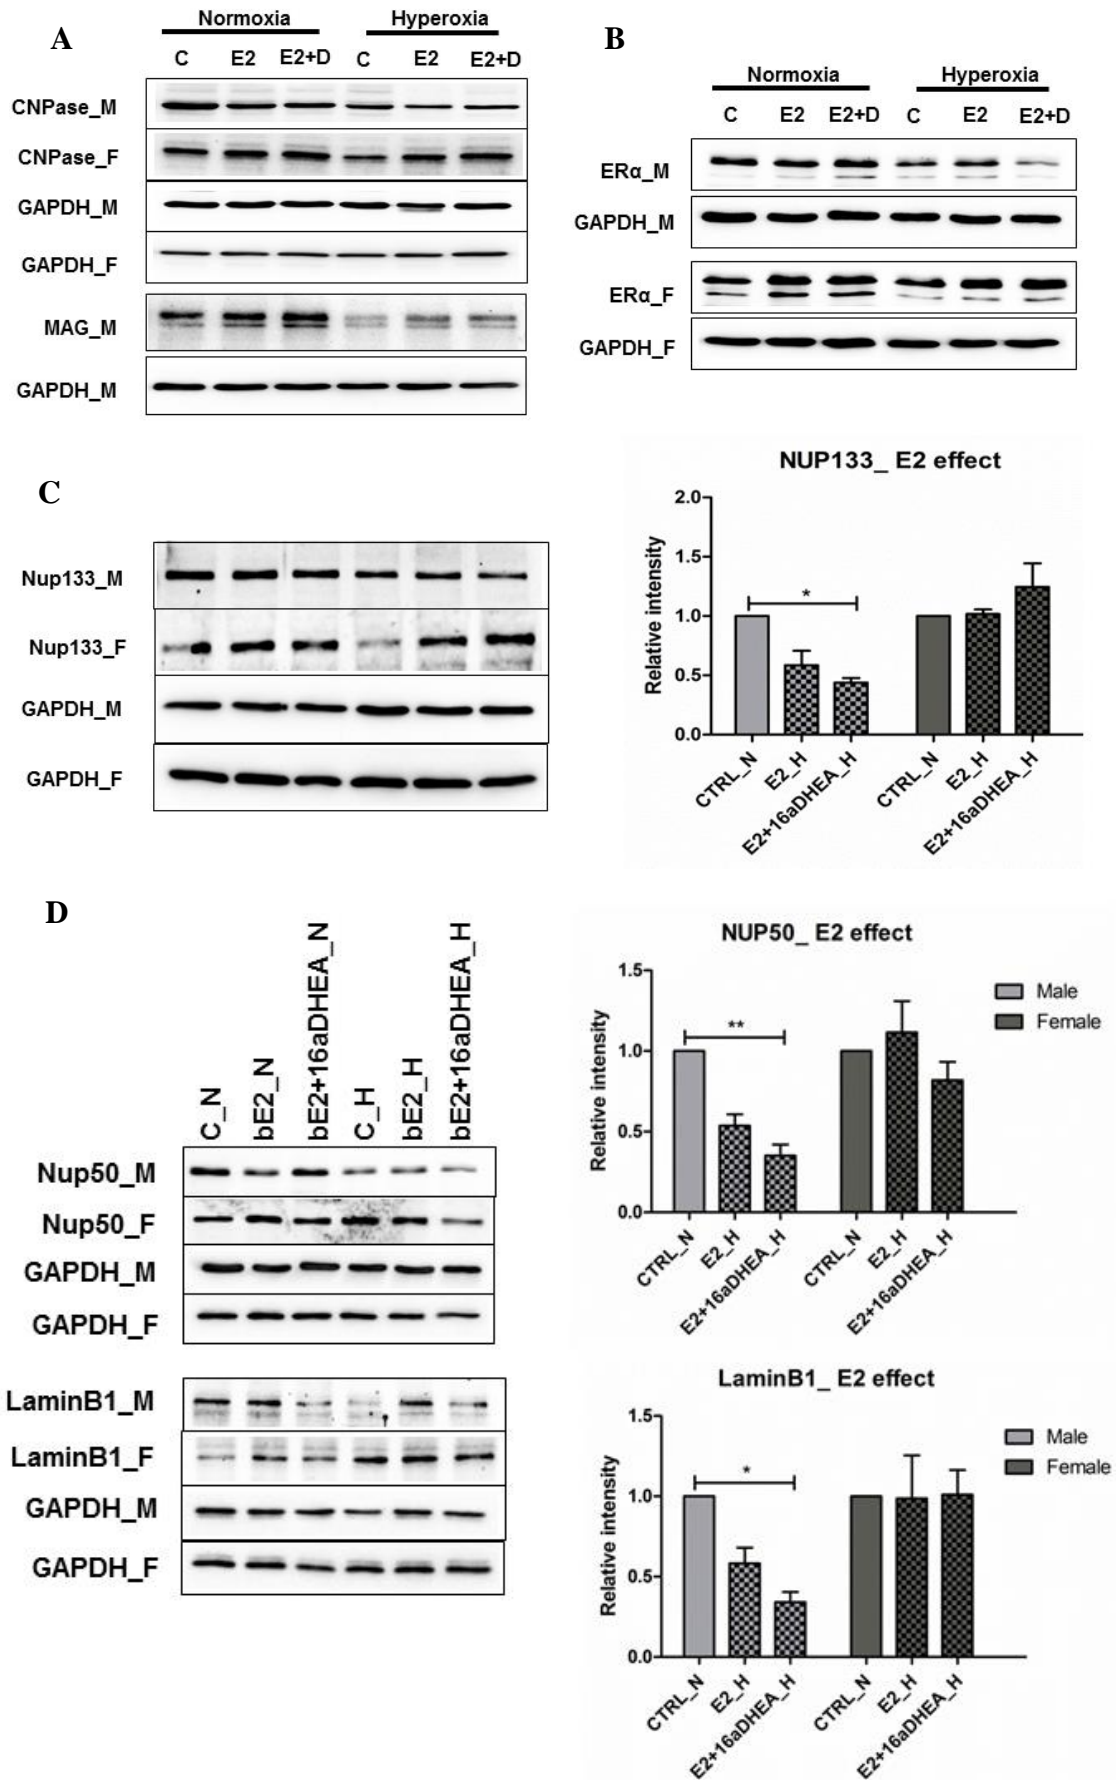 A
Normoxia Hyperoxia
C E2 E2+D C E2 E2+D
CNPase_M
CNPase_F
GAPDH_M
GAPDH_F
MAG_M
GAPDH_M
B
Normoxia Hyperoxia
C E2 E2+D C E2 E2+D
ERα_M
GAPDH_M
ERα_F
GAPDH_F
C
Nup133_M
Nup133_F
GAPDH_M
GAPDH_F
NUP133_ E2 effect
Relative intensity
2.0
1.5
1.0
0.5
0.0
*
CTRL_N
E2_H
E2+16aDHEA_H
CTRL_N
E2_H
E2+16aDHEA_H
D
C_N
bE2_N
bE2+16aDHEA_N
C_H
bE2_H
bE2+16aDHEA_H
Nup50_M
Nup50_F
GAPDH_M
GAPDH_F
NUP50_ E2 effect
Relative intensity
1.5
1.0
0.5
0.0
**
Male
Female
CTRL_N
E2_H
E2+16aDHEA_H
CTRL_N
E2_H
E2+16aDHEA_H
LaminB1_M
LaminB1_F
GAPDH_M
GAPDH_F
LaminB1_ E2 effect
Relative intensity
1.5
1.0
0.5
0.0
*
Male
Female
CTRL_N
E2_H
E2+16aDHEA_H
CTRL_N
E2_H
E2+16aDHEA_H